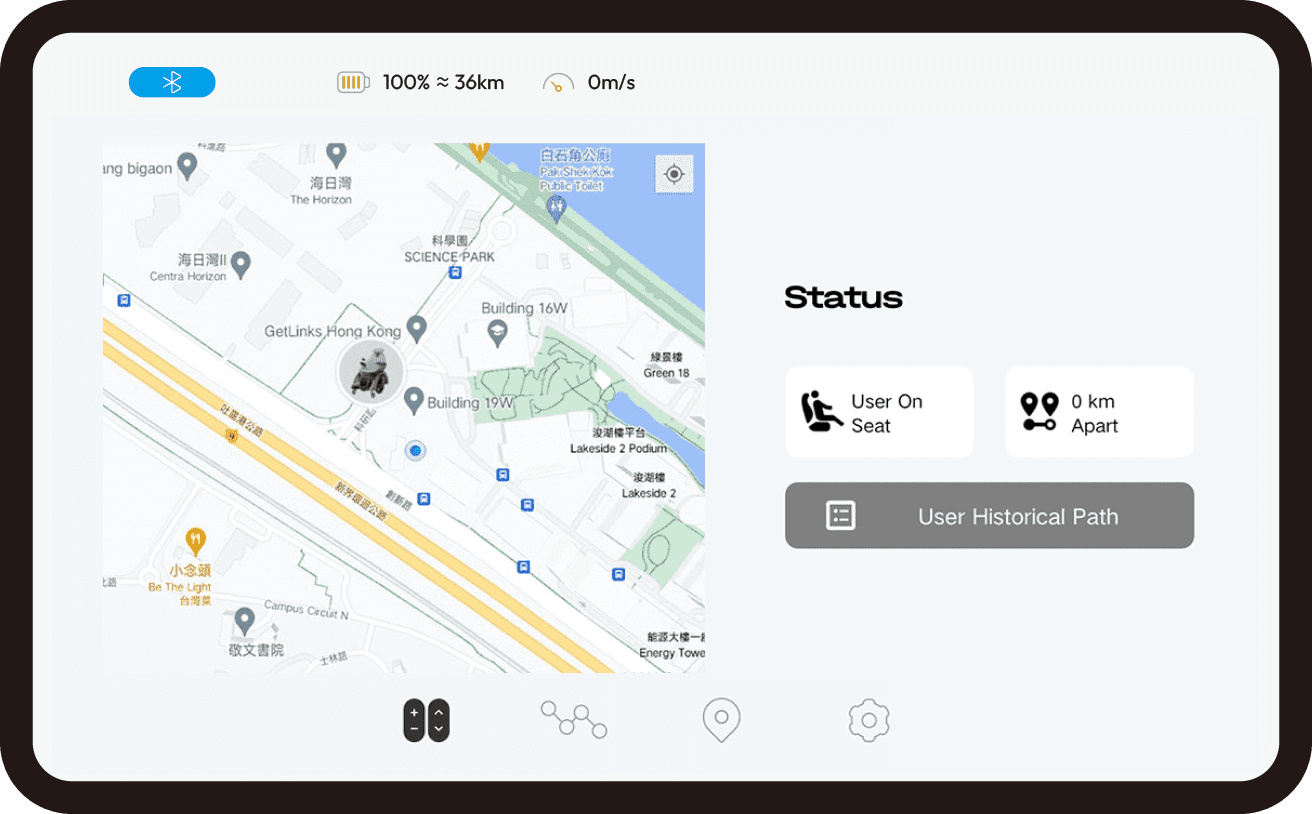 100% ≈ 36km
0m/s
ang bigaon
海日灣
The Horizon
白石角公廁
Pak Shek Kok
Public Toilet
科學園
SCIENCE PARK
海日灣II
Centra Horizon
Building 16W
GetLinks Hong Kong
綠景樓
Green 18
Building 19W
科研路
吐露港公路
浚湖樓平台
Lakeside 2 Podium
浚湖樓
Lakeside 2
新界環迴公路
創新路
小念頭
Be The Light
台灣菜
北路
Campus Circuit N
敬文書院
士林路
能源大樓一座
Energy Towe
Status
User On
Seat
0 km
Apart
User Historical Path